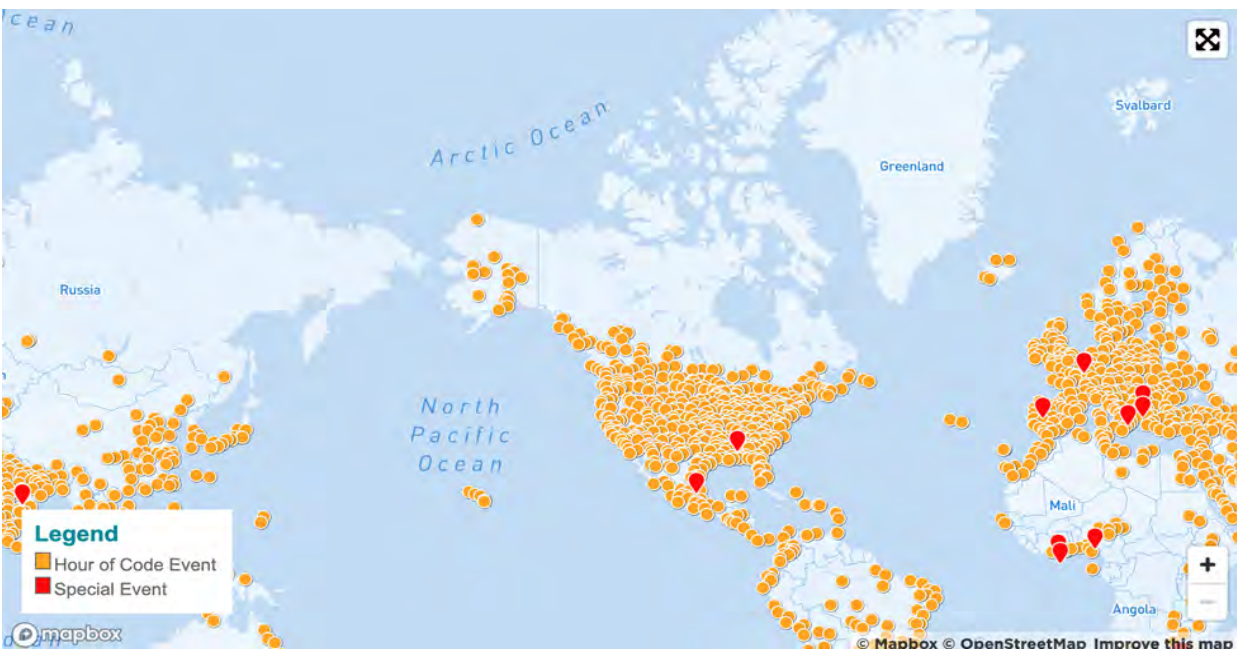 cean
Svalbard
Arctic Ocean
Greenland
Russia
North
Pacific
Ocean
Mali
Legend
Hour of Code Event
Special Event
+
−
Angola
mapbox
© Mapbox © OpenStreetMap Improve this map